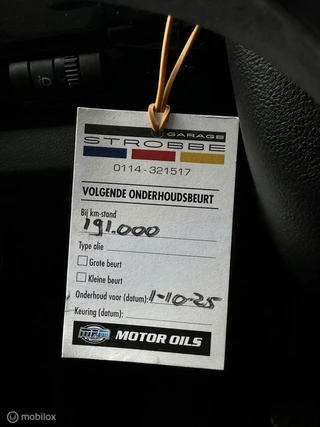 GARAGE
STROBBE
0114 - 321517
VOLGENDE ONDERHOUDSBEURT
Bij km-stand
191.000
Type olie
Grote beurt
Kleine beurt
Onderhoud voor (datum): 1-10-25
Keuring (datum):
MOTOR OILS
© mobilox